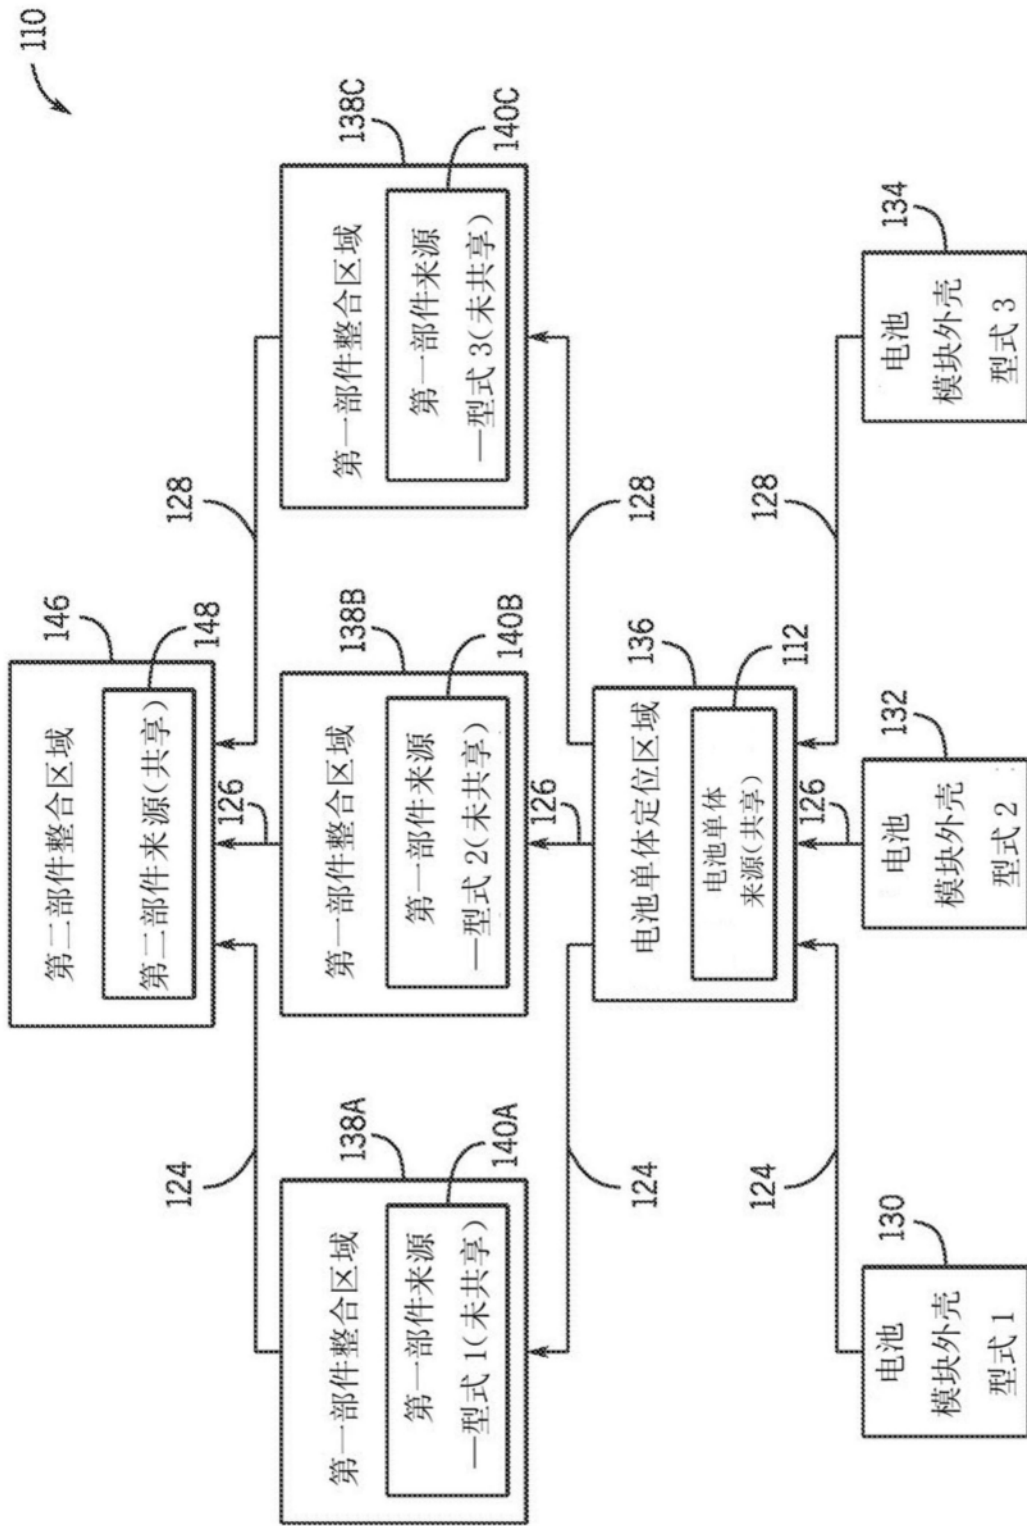 110
146
第二部件整合区域
148
第二部件来源(共享)
124
126
128
138A
第一部件整合区域
140A
第一部件来源
—型式 1(未共享)
138B
第一部件整合区域
140B
第一部件来源
—型式 2(未共享)
138C
第一部件整合区域
140C
第一部件来源
—型式 3(未共享)
124
126
128
136
电池单体定位区域
112
电池单体
来源(共享)
124
126
128
130
电池
模块外壳
型式 1
132
电池
模块外壳
型式 2
134
电池
模块外壳
型式 3